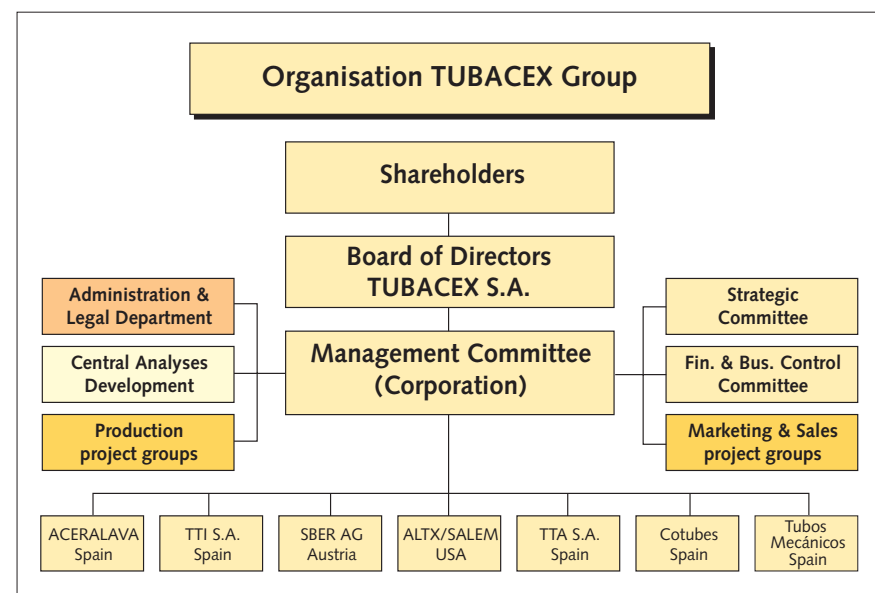 Organisation TUBACEX Group
Shareholders
Board of Directors
TUBACEX S.A.
Administration &
Legal Department
Strategic
Committee
Management Committee
(Corporation)
Central Analyses
Development
Fin. & Bus. Control
Committee
Production
project groups
Marketing & Sales
project groups
ACERALAVA
Spain
TTI S.A.
Spain
SBER AG
Austria
ALTX/SALEM
USA
TTA S.A.
Spain
Cotubes
Spain
Tubos
Mecánicos
Spain